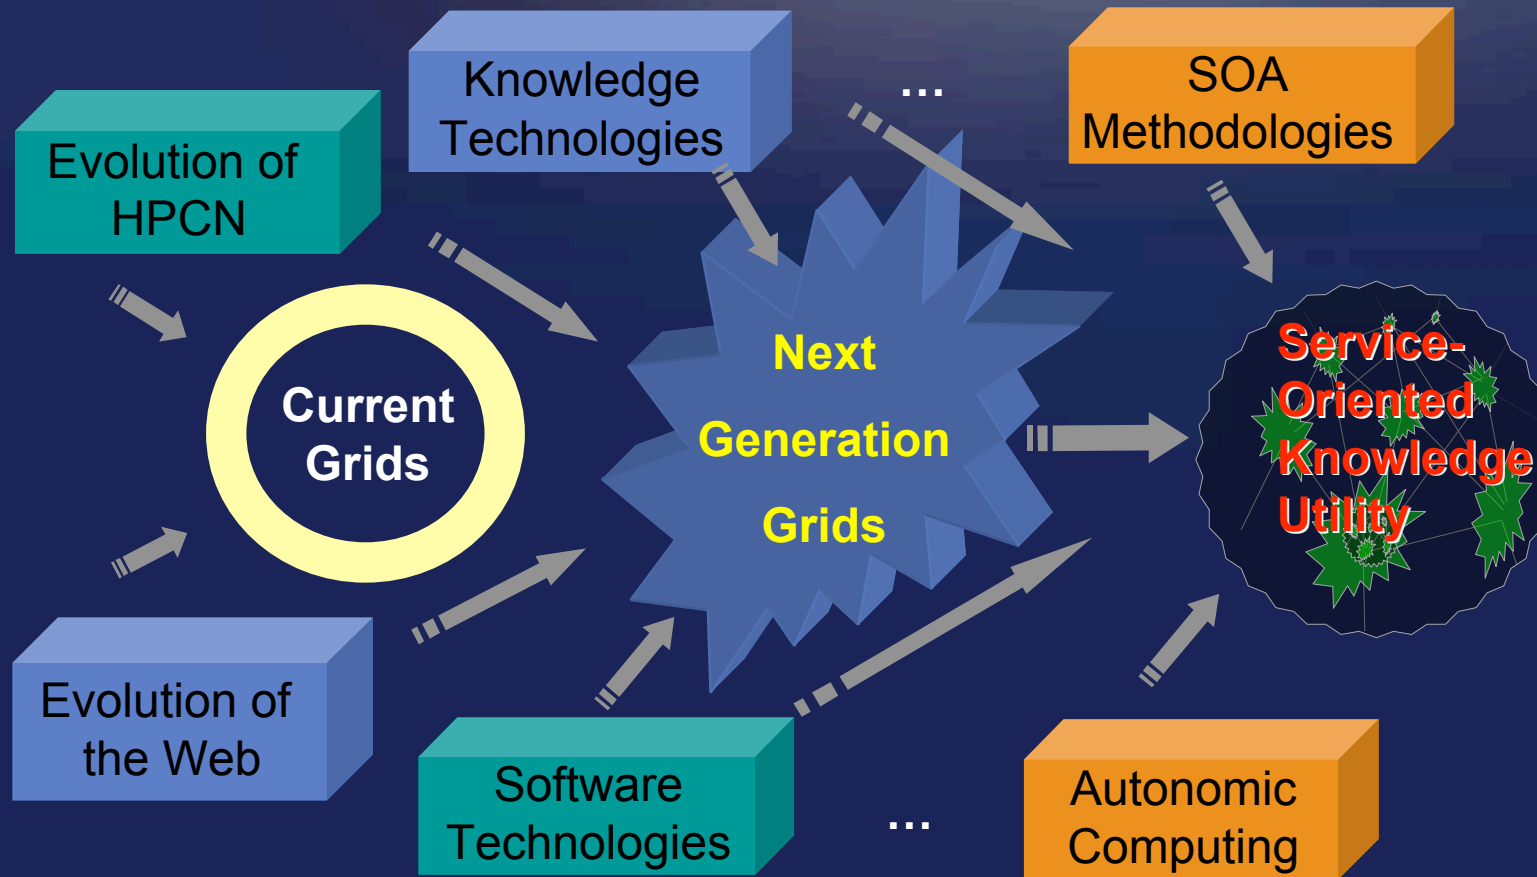 Knowledge
Technologies
…
SOA
Methodologies
Evolution of
HPCN
Current
Grids
Next
Generation
Grids
Service-
Oriented
Knowledge
Utility
Evolution of
the Web
Software
Technologies
…
Autonomic
Computing